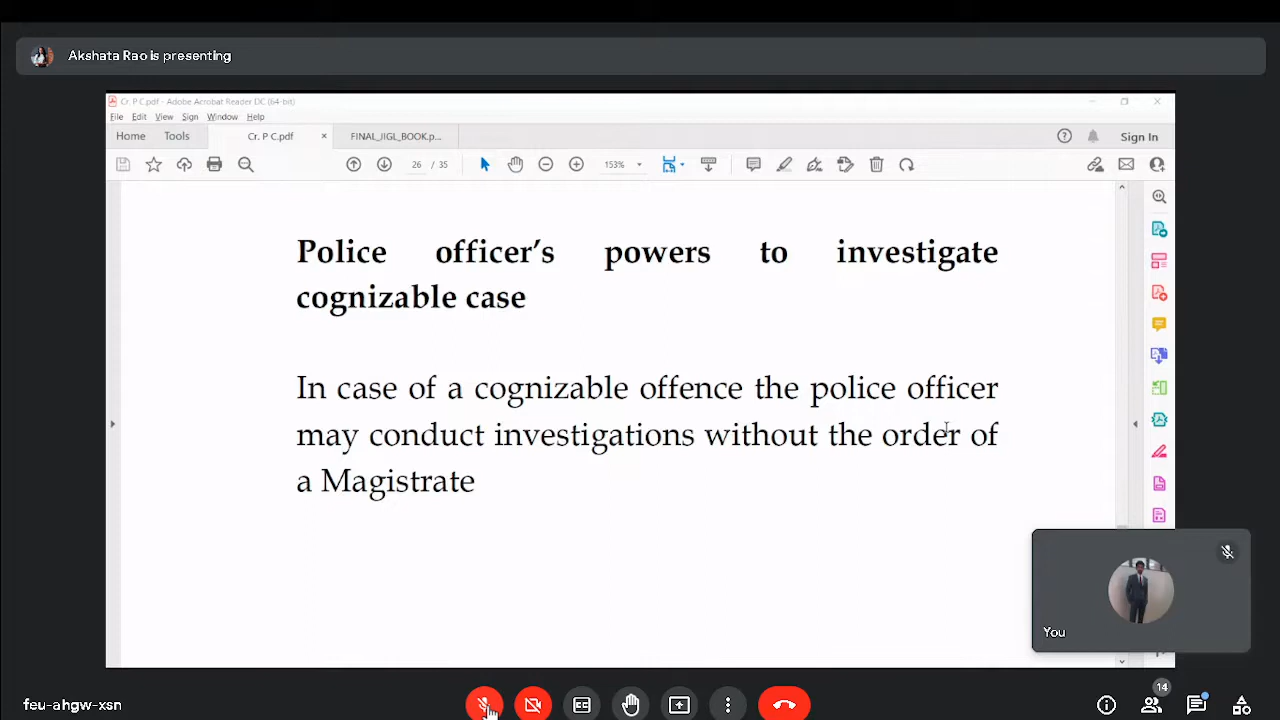 Akshata Rao is presenting
Cr. P C.pdf - Adobe Acrobat Reader DC (64-bit)
File Edit View Sign Window Help
Home Tools Cr. P C.pdf × FINAL_IIGL_BOOK.p... Sign In
26 / 35 153%
Police officer's powers to investigate
cognizable case
In case of a cognizable offence the police officer
may conduct investigations without the order of
a Magistrate
You
14
feu-ahgw-xsn